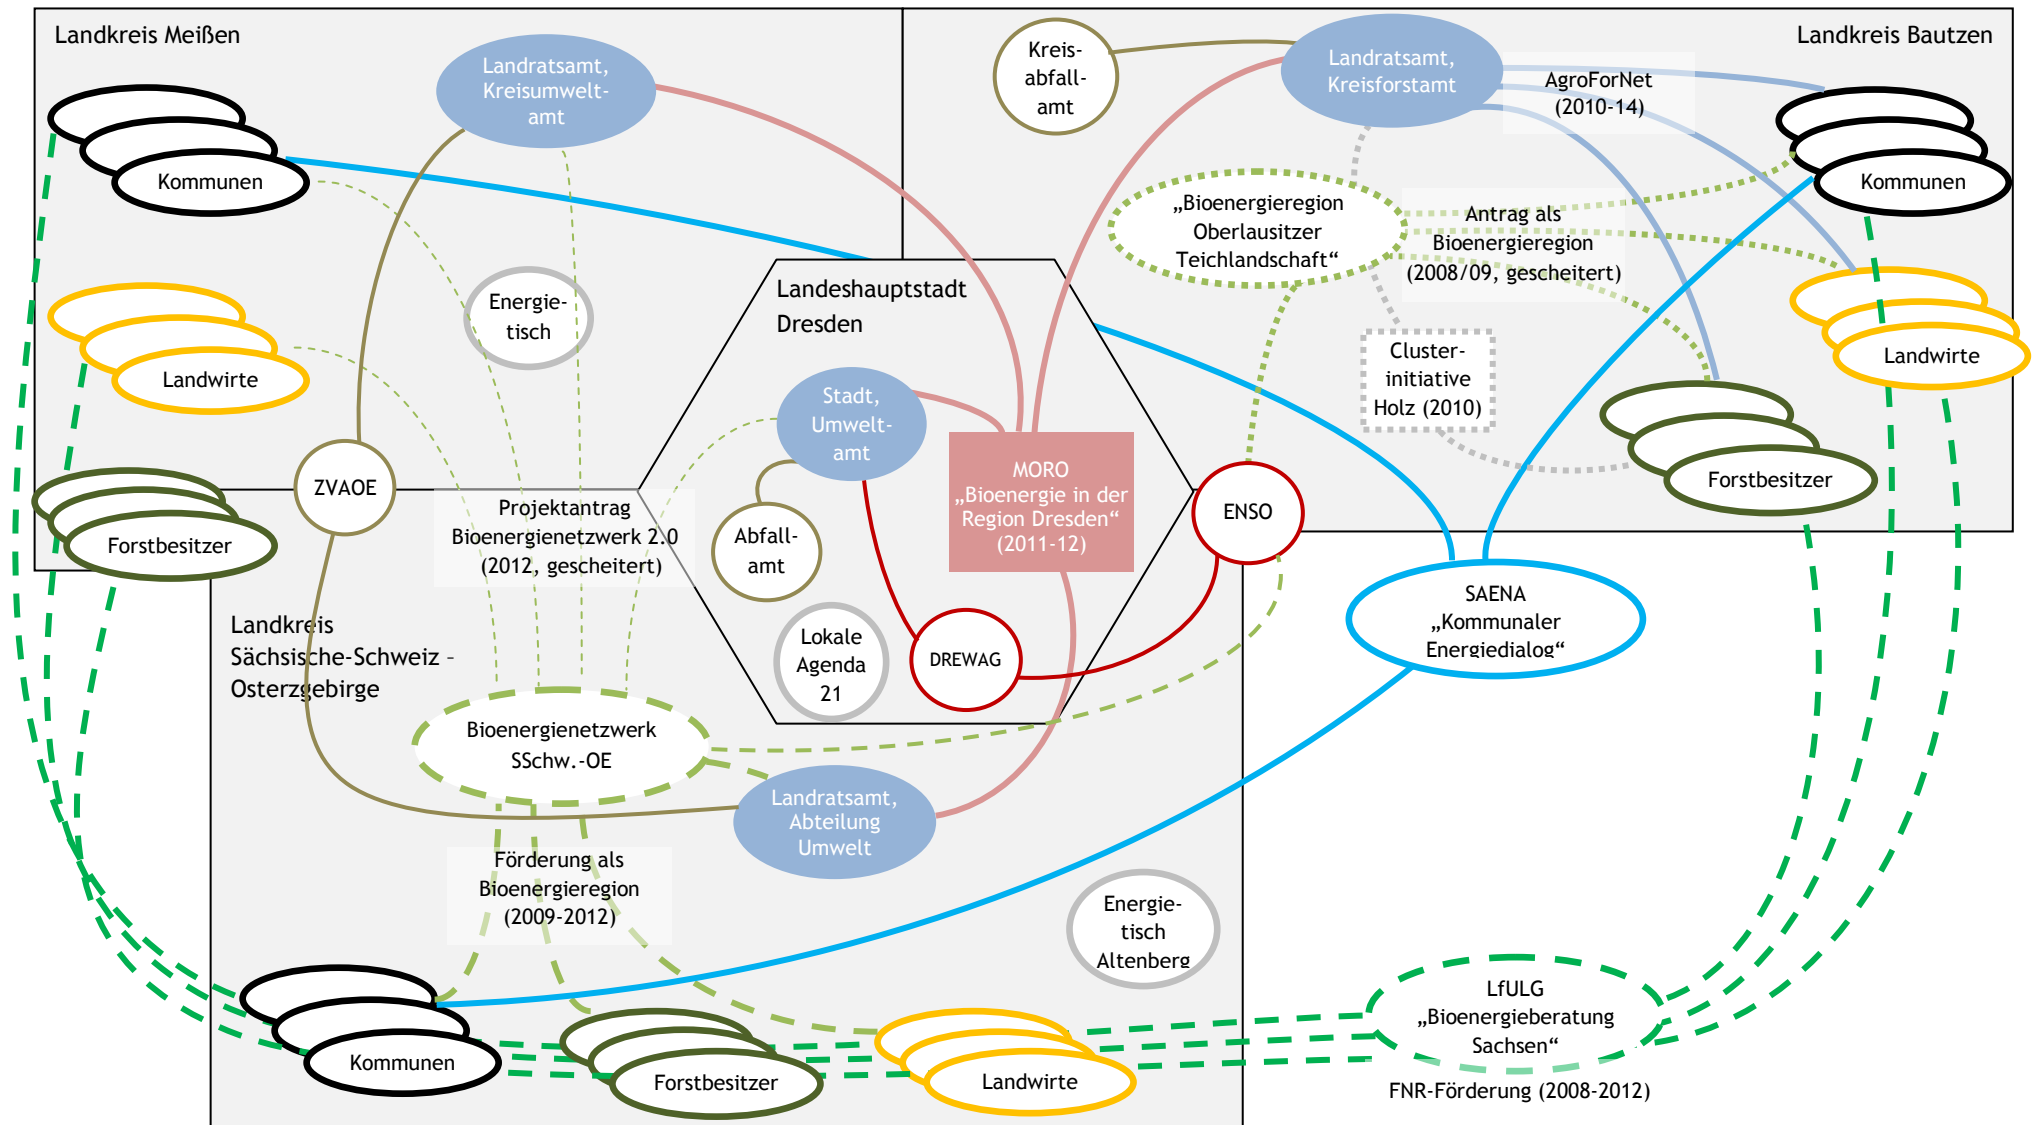 Landkreis Meißen
Landratsamt,
Kreisumwelt-
amt
Kommunen
Energie-
tisch
Landwirte
ZVAOE
Forstbesitzer
Projektantrag
Bioenergienetzwerk 2.0
(2012, gescheitert)
Landkreis Bautzen
Kreis-
abfall-
amt
Landratsamt,
Kreisforstamt
AgroForNet
(2010-14)
Kommunen
„Bioenergieregion
Oberlausitzer
Teichlandschaft“
Antrag als
Bioenergieregion
(2008/09, gescheitert)
Cluster-
initiative
Holz (2010)
Landwirte
Forstbesitzer
Landeshauptstadt
Dresden
Stadt,
Umwelt-
amt
MORO
„Bioenergie in der
Region Dresden“
(2011-12)
ENSO
Abfall-
amt
Lokale
Agenda
21
DREWAG
SAENA
„Kommunaler
Energiedialog“
Landkreis
Sächsische-Schweiz –
Osterzgebirge
Bioenergienetzwerk
SSchw.-OE
Landratsamt,
Abteilung
Umwelt
Förderung als
Bioenergieregion
(2009-2012)
Energie-
tisch
Altenberg
Kommunen
Forstbesitzer
Landwirte
LfULG
„Bioenergieberatung
Sachsen“
FNR-Förderung (2008-2012)